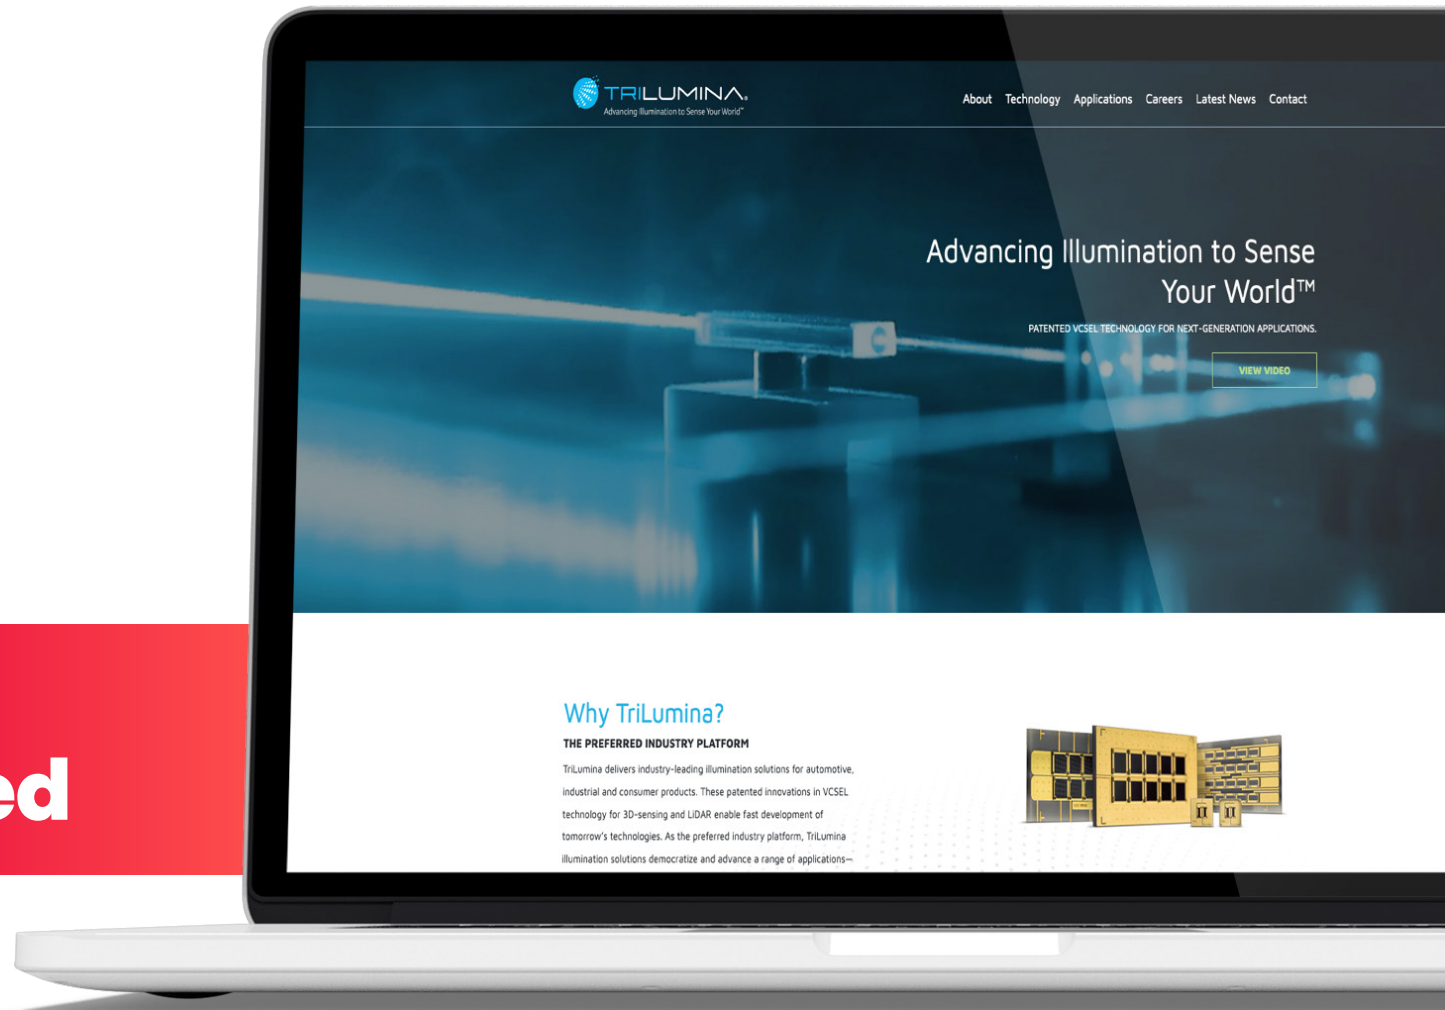 TRILUMINA®
Advancing Illumination to Sense Your World™
About Technology Applications Careers Latest News Contact
Advancing Illumination to Sense
Your World™
PATENTED VCSEL TECHNOLOGY FOR NEXT-GENERATION APPLICATIONS.
VIEW VIDEO
Why TriLumina?
THE PREFERRED INDUSTRY PLATFORM
TriLumina delivers industry-leading illumination solutions for automotive,
industrial and consumer products. These patented innovations in VCSEL
technology for 3D-sensing and LiDAR enable fast development of
tomorrow's technologies. As the preferred industry platform, TriLumina
illumination solutions democratize and advance a range of applications—
ed